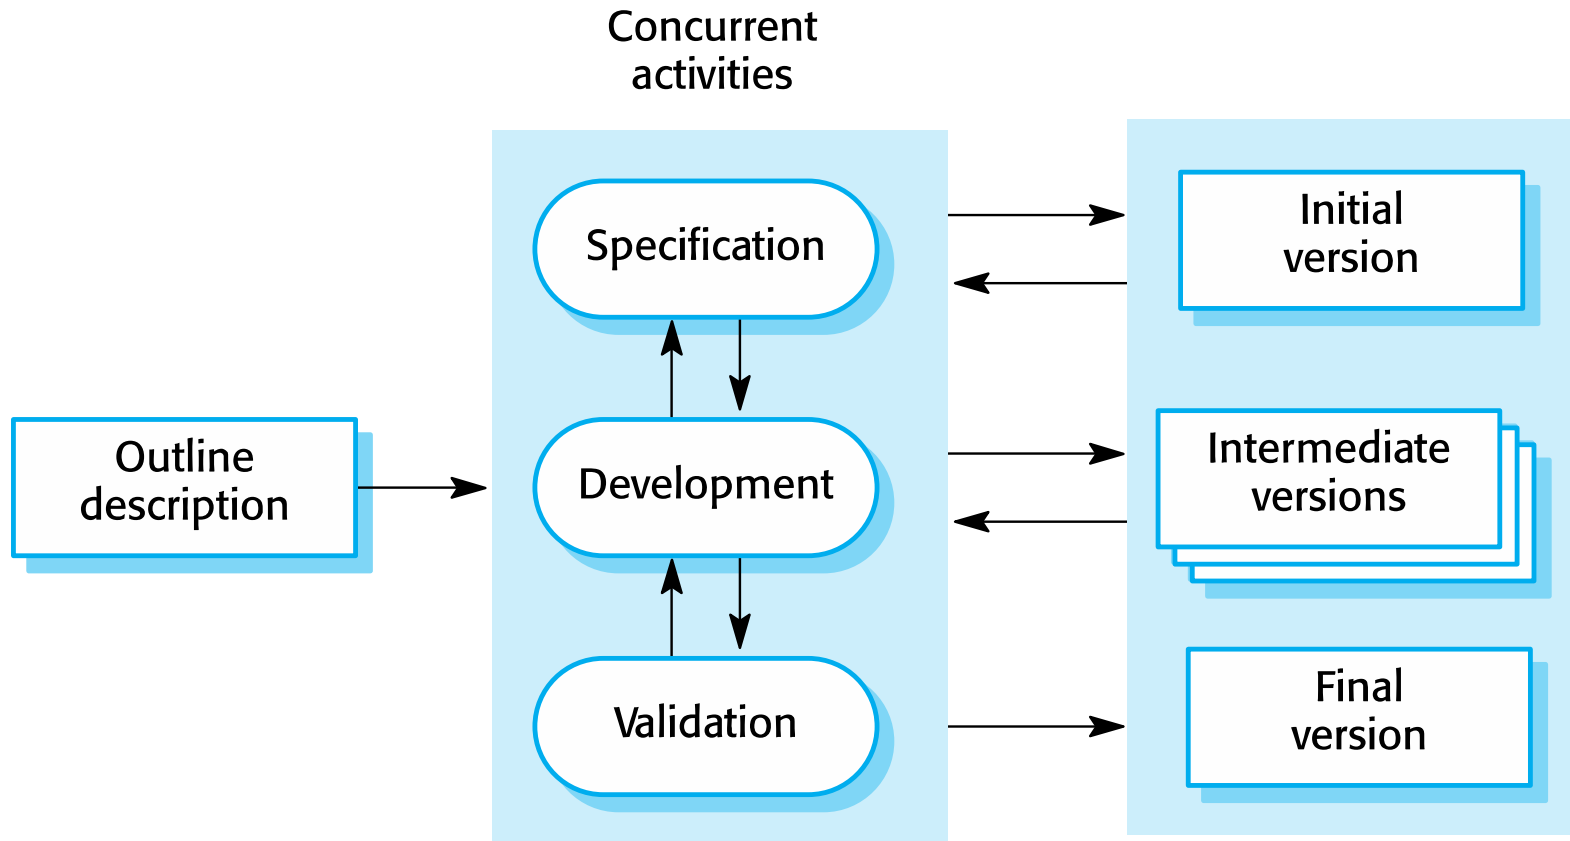 Concurrent
activities
Outline
description
Specification
Development
Validation
Initial
version
Intermediate
versions
Final
version